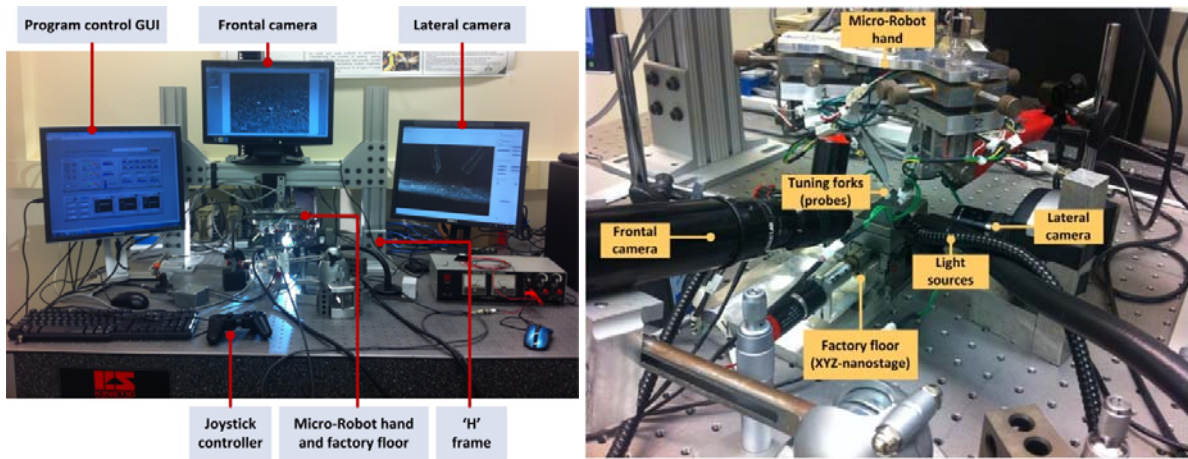 Program control GUI
Frontal camera
Lateral camera
Joystick
controller
Micro-Robot hand
and factory floor
‘H’
frame
Micro-Robot
hand
Tuning forks
(probes)
Frontal
camera
Lateral
camera
Light
sources
Factory floor
(XYZ-nanostage)